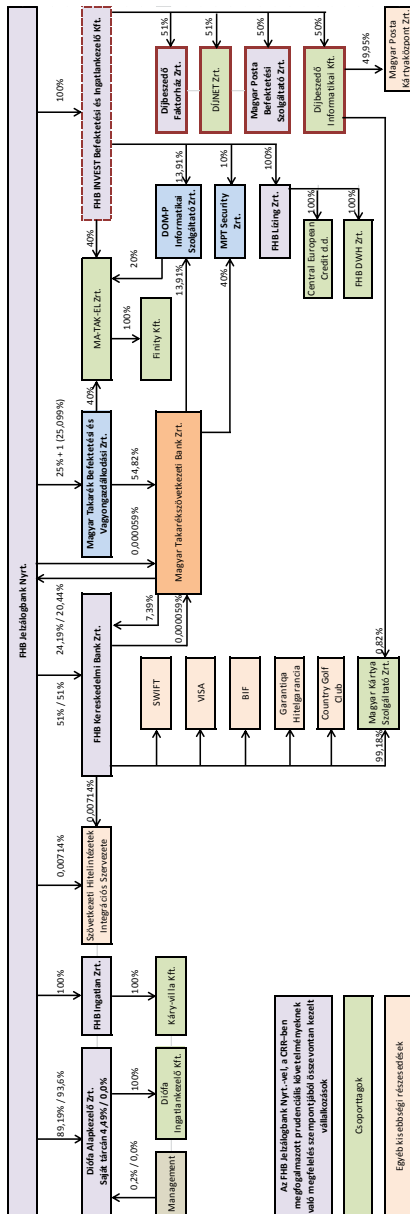 FHB Jelzálogbank Nyrt.
89,19% / 93,6%
100%
0,00714%
51% / 51%
24,19% / 20,44%
0,000059%
25% + 1 (25,099%)
100%
Diófa Alapkezelő Zrt.
Saját tárcán 4,49% / 0,0%
FHB Ingatlan Zrt.
Szövetkezeti Hitelintézetek
Integrációs Szervezete
0,00714%
FHB Kereskedelmi Bank Zrt.
Magyar Takarék Befektetési és
Vagyongazdálkodási Zrt.
40%
MA-TAK-EL Zrt.
40%
FHB INVEST Befektetési és Ingatlankezelő Kft.
0,2% / 0,0%
100%
100%
7,39%
0,000059%
54,82%
100%
20%
Management
Diófa
Ingatlankezelő Kft.
Káry-villa Kft.
SWIFT
VISA
BIF
Garantiqa
Hitelgarancia
Country Golf
Club
99,18%
Magyar Kártya
Szolgáltató Zrt.
0,82%
Magyar Takarékszövetkezeti Bank Zrt.
Finity Kft.
13,91%
DOM-P
Informatikai
Szolgáltató Zrt.
13,91%
40%
MPT Security
Zrt.
10%
100%
FHB Lízing Zrt.
100%
Central European
Credit d.d.
100%
FHB DWH Zrt.
51%
Díjbeszedő
Faktorház Zrt.
51%
DÍJNET Zrt.
50%
Magyar Posta
Befektetési
Szolgáltató Zrt.
50%
Díjbeszedő
Informatikai Kft.
49,95%
Magyar Posta
Kártyaközpont Zrt.
Az FHB Jelzálogbank Nyrt.-vel, a CRR-ben
megfogalmazott prudenciális követelményeknek
való megfelelés szempontjából összevontan kezelt
vállalkozások
Csoporttagok
Egyéb kisebbségi részesedések